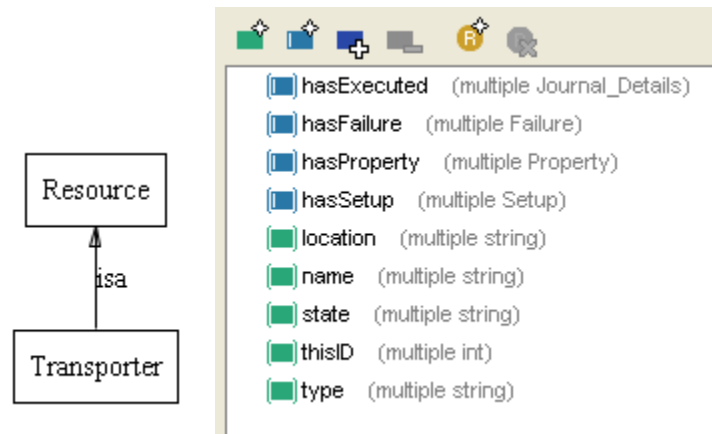 Resource
isa
Transporter
R
hasExecuted (multiple Journal_Details)
hasFailure (multiple Failure)
hasProperty (multiple Property)
hasSetup (multiple Setup)
location (multiple string)
name (multiple string)
state (multiple string)
thisID (multiple int)
type (multiple string)